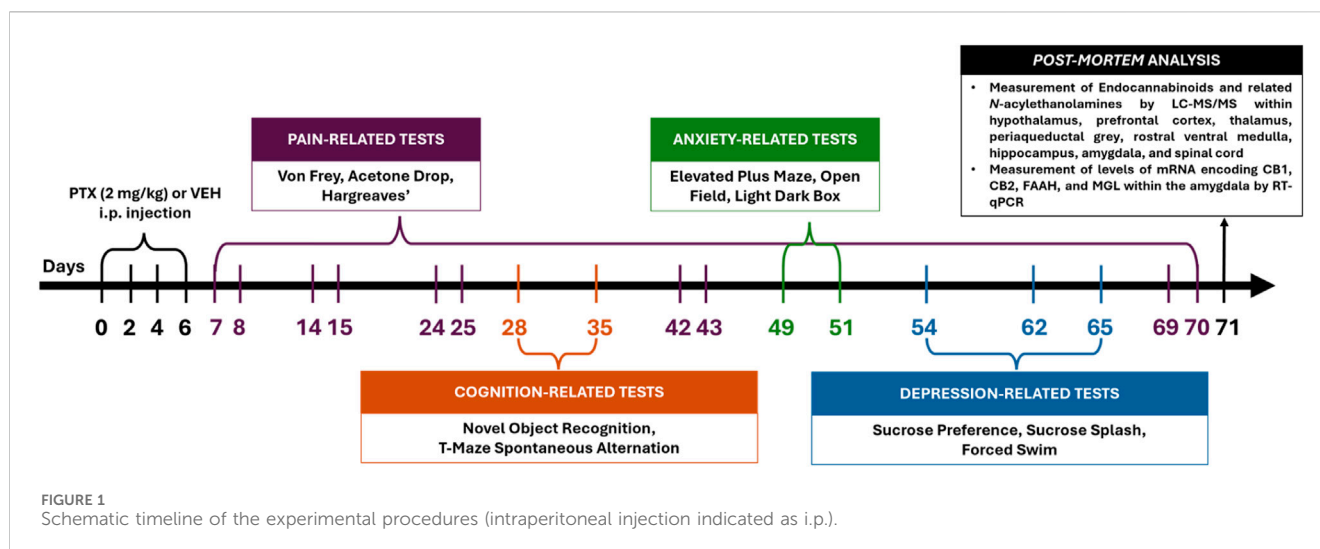 POST-MORTEM ANALYSIS
• Measurement of Endocannabinoids and related
N-acylethanolamines by LC-MS/MS within
hypothalamus, prefrontal cortex, thalamus,
periaqueductal grey, rostral ventral medulla,
hippocampus, amygdala, and spinal cord
• Measurement of levels of mRNA encoding CB1,
CB2, FAAH, and MGL within the amygdala by RT-
qPCR
PAIN-RELATED TESTS
Von Frey, Acetone Drop,
Hargreaves’
ANXIETY-RELATED TESTS
Elevated Plus Maze, Open
Field, Light Dark Box
PTX (2 mg/kg) or VEH
i.p. injection
Days
0 2 4 6 7 8 14 15 24 25 28 35 42 43 49 51 54 62 65 69 70 71
COGNITION-RELATED TESTS
Novel Object Recognition,
T-Maze Spontaneous Alternation
DEPRESSION-RELATED TESTS
Sucrose Preference, Sucrose Splash,
Forced Swim
FIGURE 1
Schematic timeline of the experimental procedures (intraperitoneal injection indicated as i.p.).